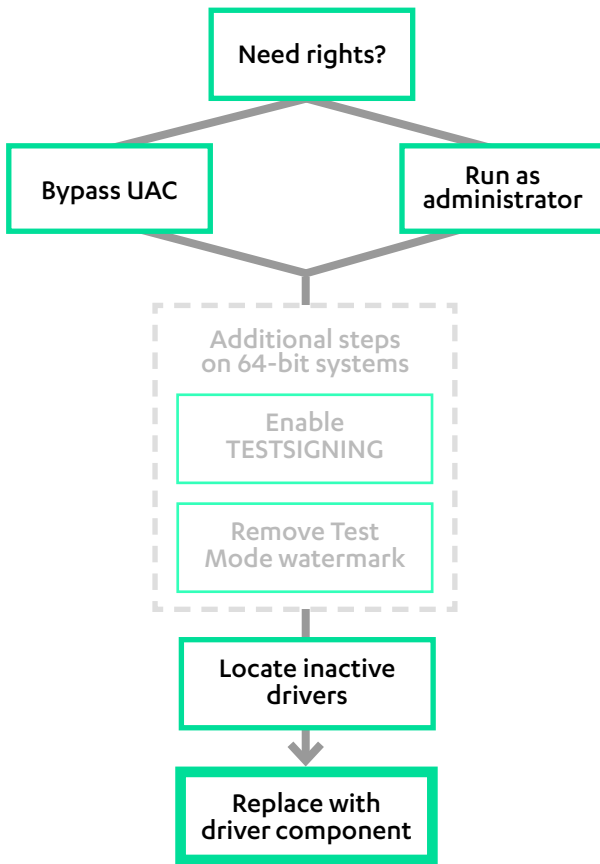 Need rights?
Bypass UAC
Run as
administrator
Additional steps
on 64-bit systems
Enable
TESTSIGNING
Remove Test
Mode watermark
Locate inactive
drivers
Replace with
driver component